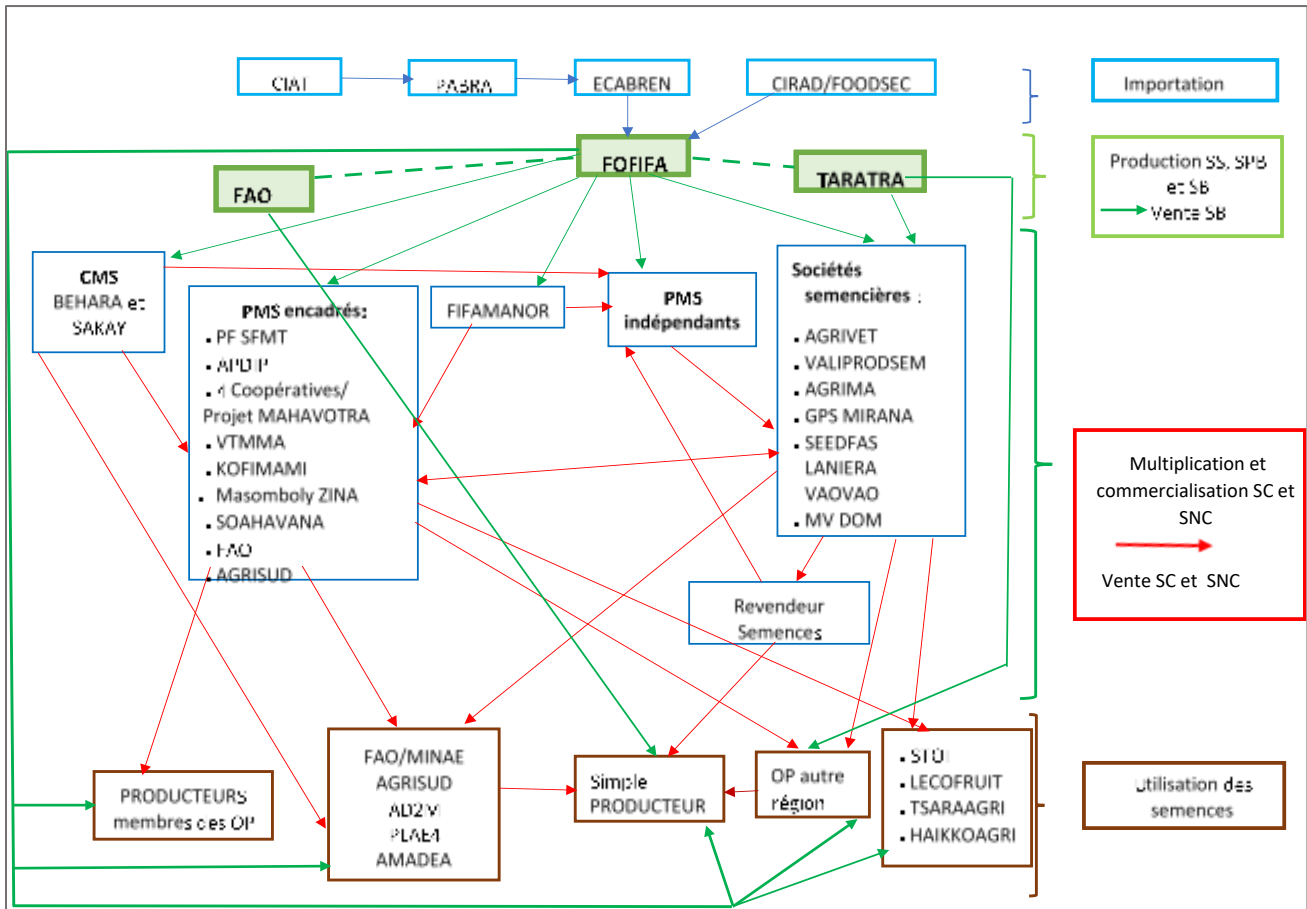 CIAT
PABRA
ECABREN
CIRAD/FOODSEC
Importation
FAO
FOFIFA
TARATRA
Production SS, SPB
et SB
Vente SB
CMS
BEHARA et
SAKAY
PMS encadrés:
. PF SFMT
. APDIP
. 4 Coopératives/
Projet MAHAVOTRA
. VTMMA
. KOFIMAMI
. Masomboly ZINA
. SOAHAVANA
. FAO
. AGRISUD
FIFAMANOR
PMS
indépendants
Sociétés
semencières :
. AGRIVET
. VALIPRODSEM
. AGRIMA
. GPS MIRANA
. SEEDFAS
LANIERA
VAOVAO
. MV DOM
Multiplication et
commercialisation SC et
SNC
Vente SC et SNC
Revendeur
Semences
PRODUCTEURS
membres des OP
FAO/MINAE
AGRISUD
AD2M
PLAE4
AMADEA
Simple
PRODUCTEUR
OP autre
région
. STOI
. LECOFRUIT
. TSARAAGRI
. HAIKKOAGRI
Utilisation des
semences